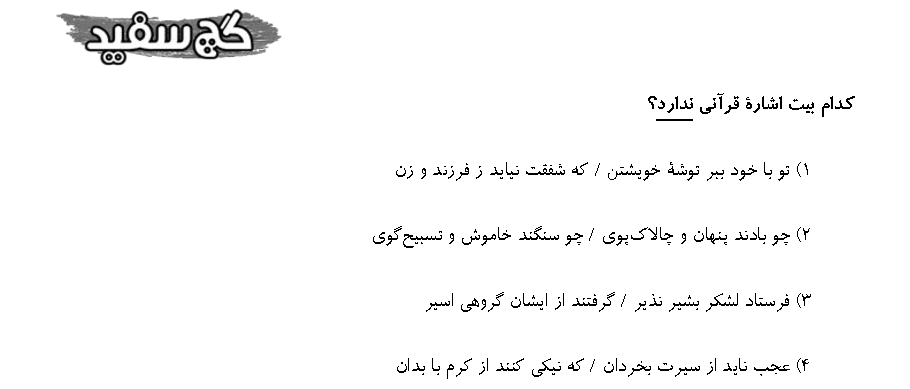 گچ سفید
کدام بیت اشارهٔ قرآنی ندارد؟
۱) تو با خود ببر توشهٔ خویشتن / که شفقت نیاید ز فرزند و زن
۲) چو بادند پنهان و چالاک‌پوی / چو سنگند خاموش و تسبیح‌گوی
۳) فرستاد لشکر بشیر نذیر / گرفتند از ایشان گروهی اسیر
۴) عجب ناید از سیرت بخردان / که نیکی کنند از کرم با بدان